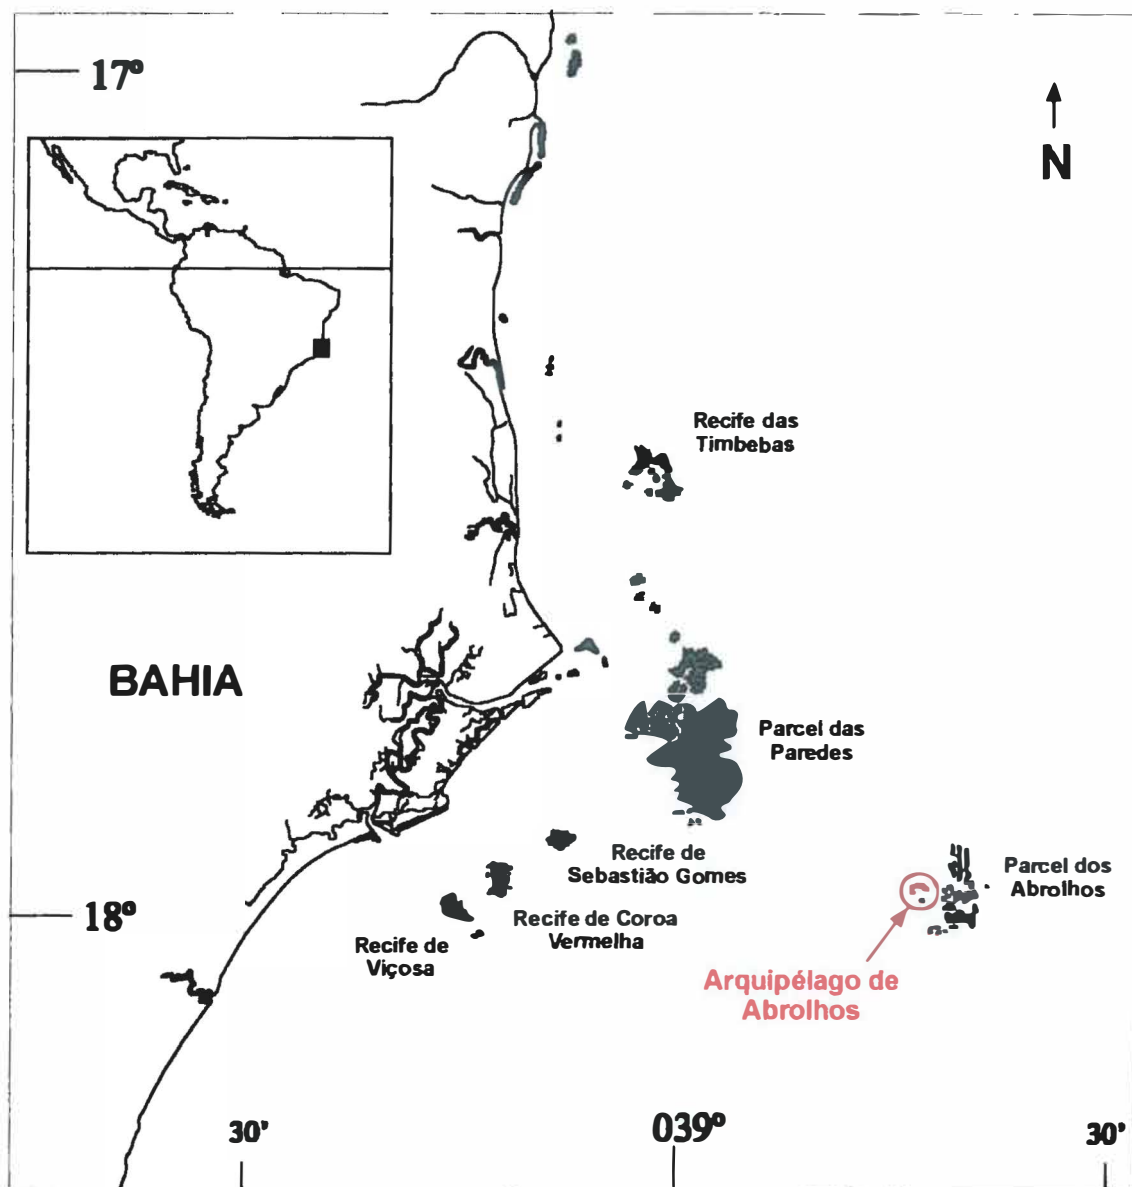 17º
N
Recife das
Timbebas
BAHIA
Parcel das
Paredes
Recife de
Sebastião Gomes
Parcel dos
Abrolhos
18º
Recife de Coroa
Vermelha
Recife de
Viçosa
Arquipélago de
Abrolhos
30'
039º
30'